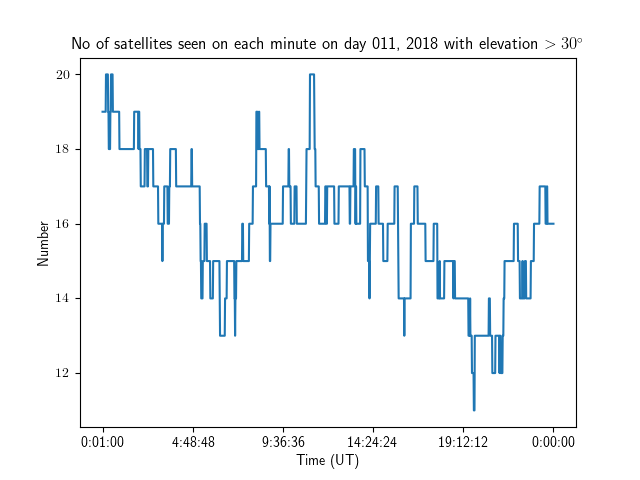 No of satellites seen on each minute on day 011, 2018 with elevation > 30°
20
18
16
14
12
Number
0:01:00 4:48:48 9:36:36 14:24:24 19:12:12 0:00:00
Time (UT)